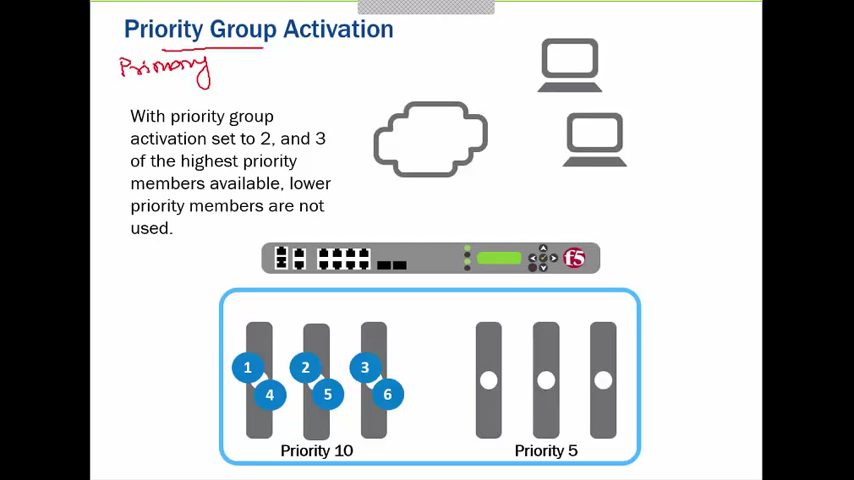 Priority Group Activation
Primary
With priority group
activation set to 2, and 3
of the highest priority
members available, lower
priority members are not
used.
f5
1 2 3
4 5 6
Priority 10 Priority 5